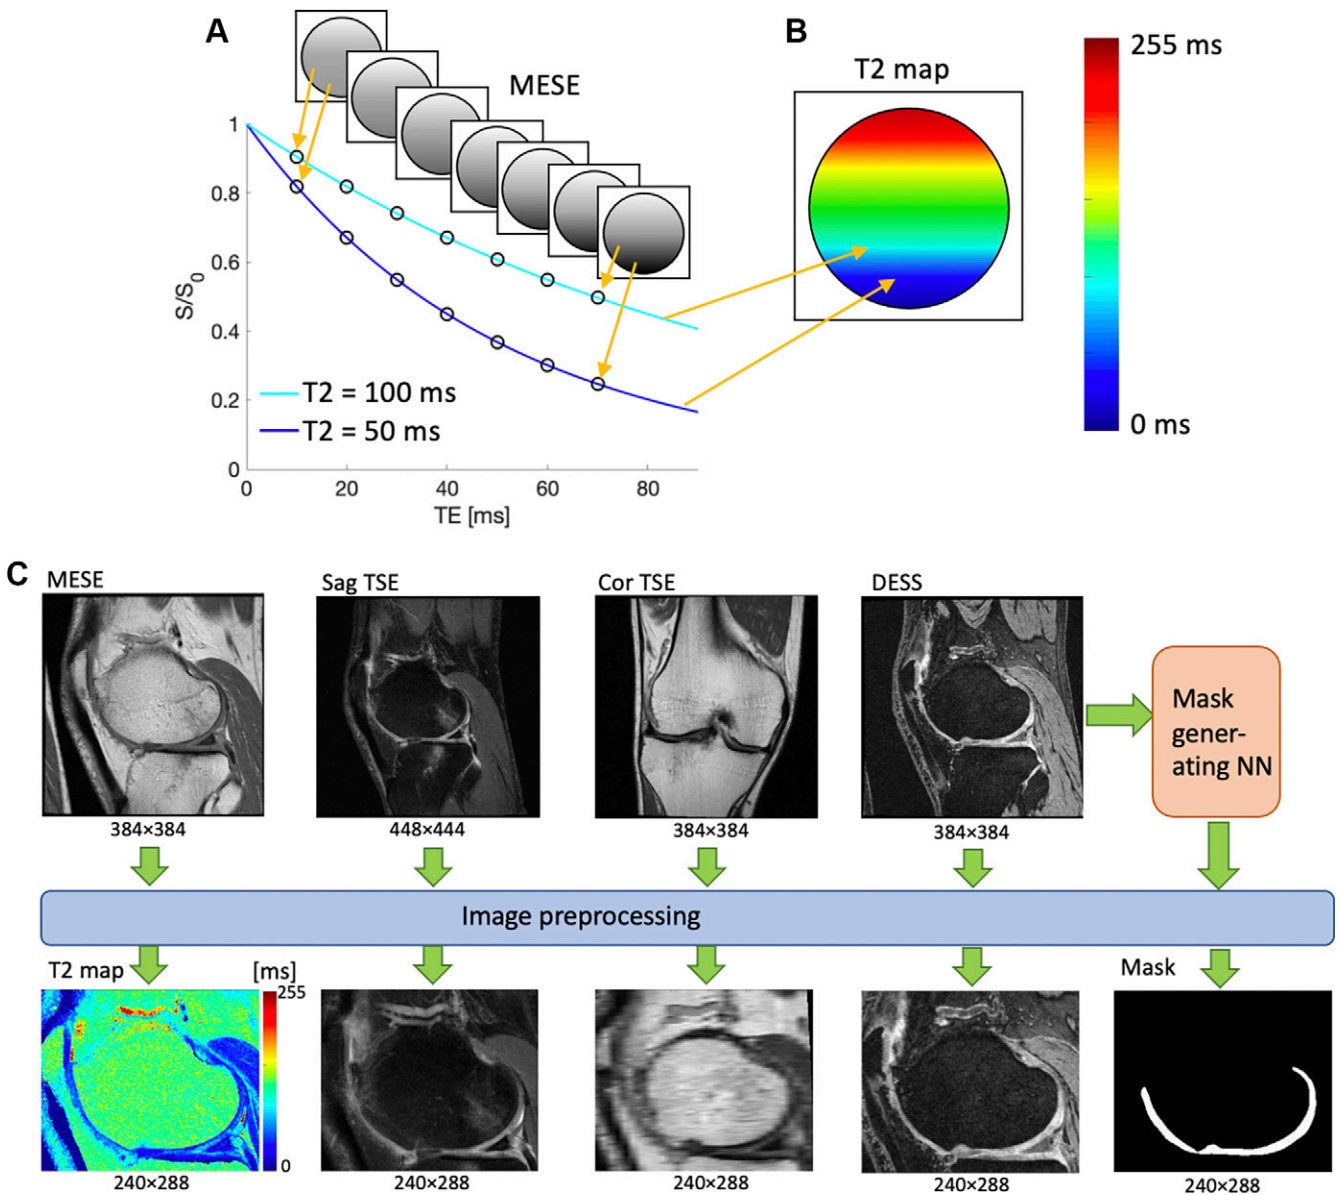 A
B
MESE
T2 map
255 ms
0 ms
1
0.8
0.6
0.4
0.2
0
S/S0
T2 = 100 ms
T2 = 50 ms
0
20
40
60
80
TE [ms]
C
MESE
Sag TSE
Cor TSE
DESS
Mask
gener-
ating NN
384×384
448×444
384×384
384×384
Image preprocessing
T2 map
[ms]
255
0
Mask
240×288
240×288
240×288
240×288
240×288